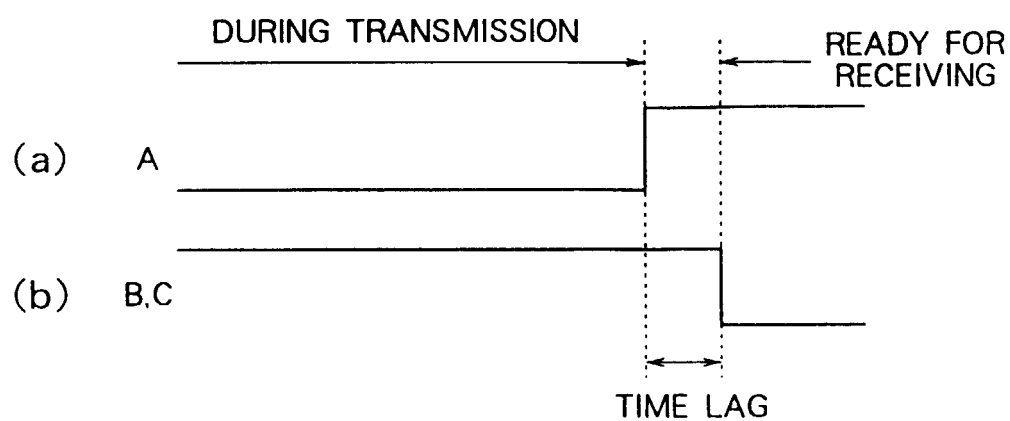 DURING TRANSMISSION
READY FOR
RECEIVING
(a) A
(b) B,C
TIME LAG